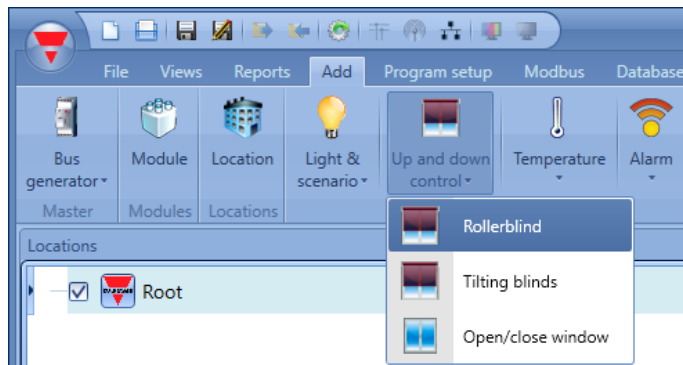 File Views Reports Add Program setup Modbus Database
Bus generator
Module
Location
Light & scenario
Up and down control
Temperature
Alarm
Master Modules Locations
Rollerblind
Locations
Tilting blinds
Root
Open/close window